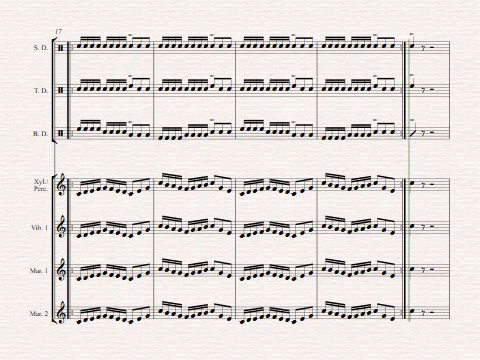 17
S. D.
T. D.
B. D.
Xyl./
Perc.
Vib. 1
Mar. 1
Mar. 2